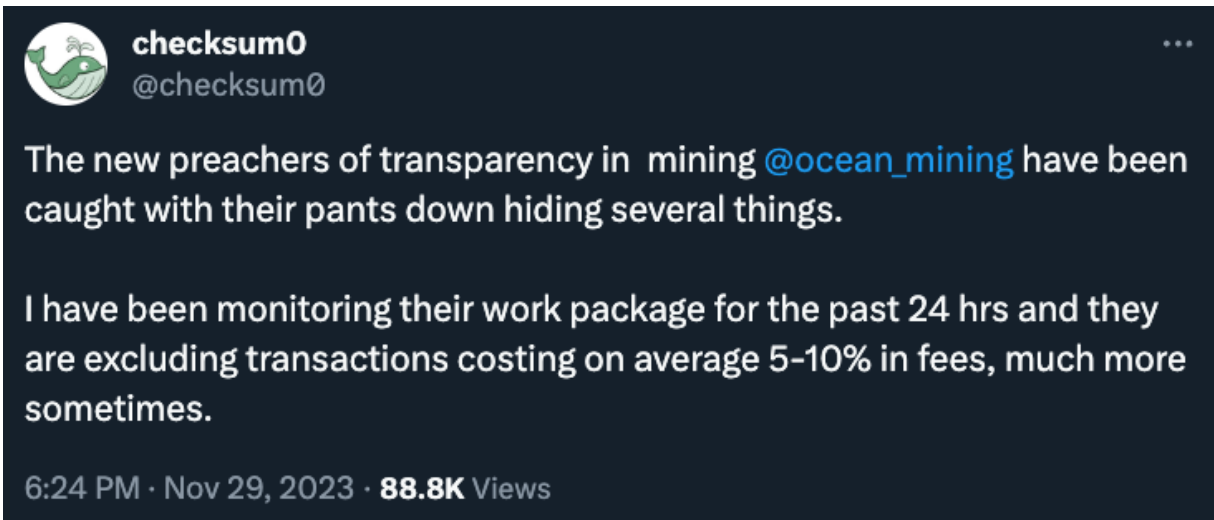 checksum0
@checksum0
The new preachers of transparency in  mining @ocean_mining have been
caught with their pants down hiding several things.
I have been monitoring their work package for the past 24 hrs and they
are excluding transactions costing on average 5-10% in fees, much more
sometimes.
6:24 PM · Nov 29, 2023 · 88.8K Views